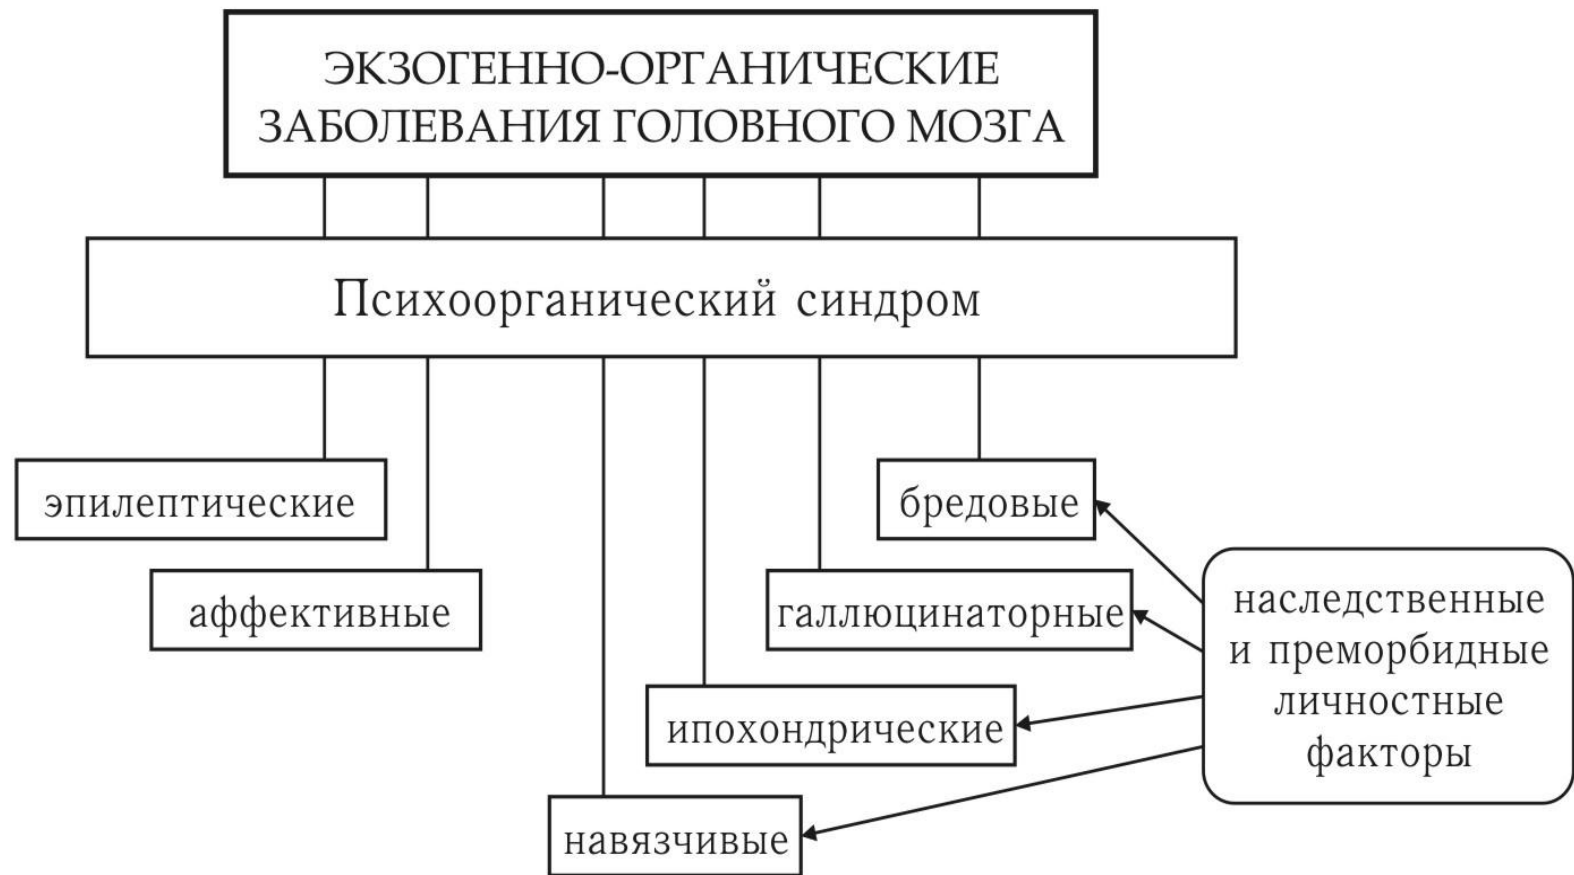 ЭКЗОГЕННО-ОРГАНИЧЕСКИЕ
ЗАБОЛЕВАНИЯ ГОЛОВНОГО МОЗГА
Психоорганический синдром
эпилептические
бредовые
аффективные
галлюцинаторные
ипохондрические
навязчивые
наследственные
и преморбидные
личностные
факторы